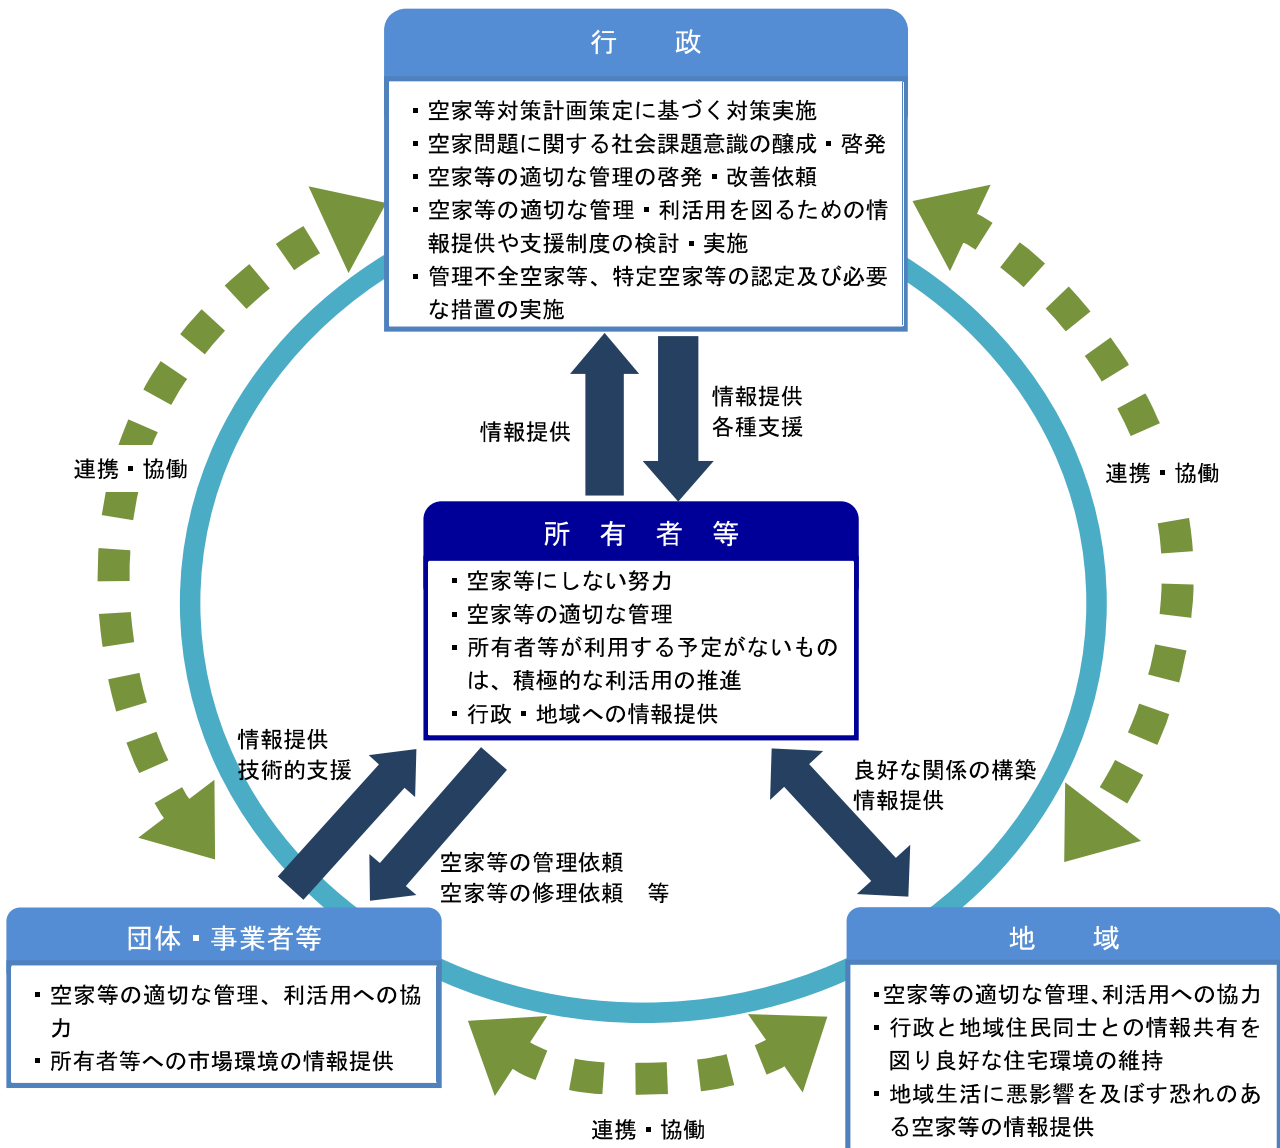 行　政
・空家等対策計画策定に基づく対策実施
・空家問題に関する社会課題意識の醸成・啓発
・空家等の適切な管理の啓発・改善依頼
・空家等の適切な管理・利活用を図るための情
報提供や支援制度の検討・実施
・管理不全空家等、特定空家等の認定及び必要
な措置の実施
情報提供
情報提供
各種支援
連携・協働
連携・協働
所有者等
・空家等にしない努力
・空家等の適切な管理
・所有者等が利用する予定がないもの
は、積極的な利活用の推進
・行政・地域への情報提供
情報提供
技術的支援
良好な関係の構築
情報提供
空家等の管理依頼
空家等の修理依頼　等
団体・事業者等
・空家等の適切な管理、利活用への協
力
・所有者等への市場環境の情報提供
地　域
・空家等の適切な管理、利活用への協力
・行政と地域住民同士との情報共有を
図り良好な住宅環境の維持
・地域生活に悪影響を及ぼす恐れのあ
る空家等の情報提供
連携・協働